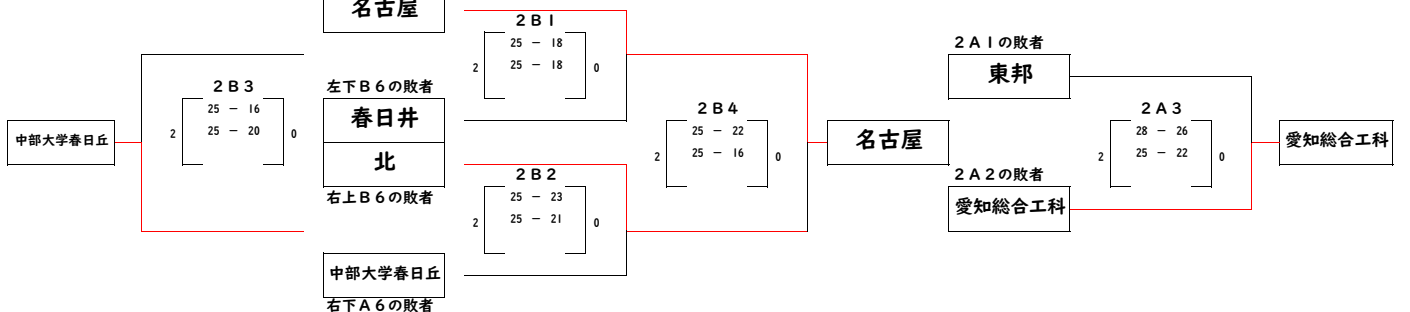 名古屋
2B1
25 － 18
25 － 18
2
0
左下B6の敗者
春日井
北
右上B6の敗者
2B3
25 － 16
25 － 20
2
0
中部大学春日丘
2B2
25 － 23
25 － 21
2
0
中部大学春日丘
右下A6の敗者
2B4
25 － 22
25 － 16
2
0
名古屋
2A1の敗者
東邦
2A3
28 － 26
25 － 22
2
0
2A2の敗者
愛知総合工科
愛知総合工科